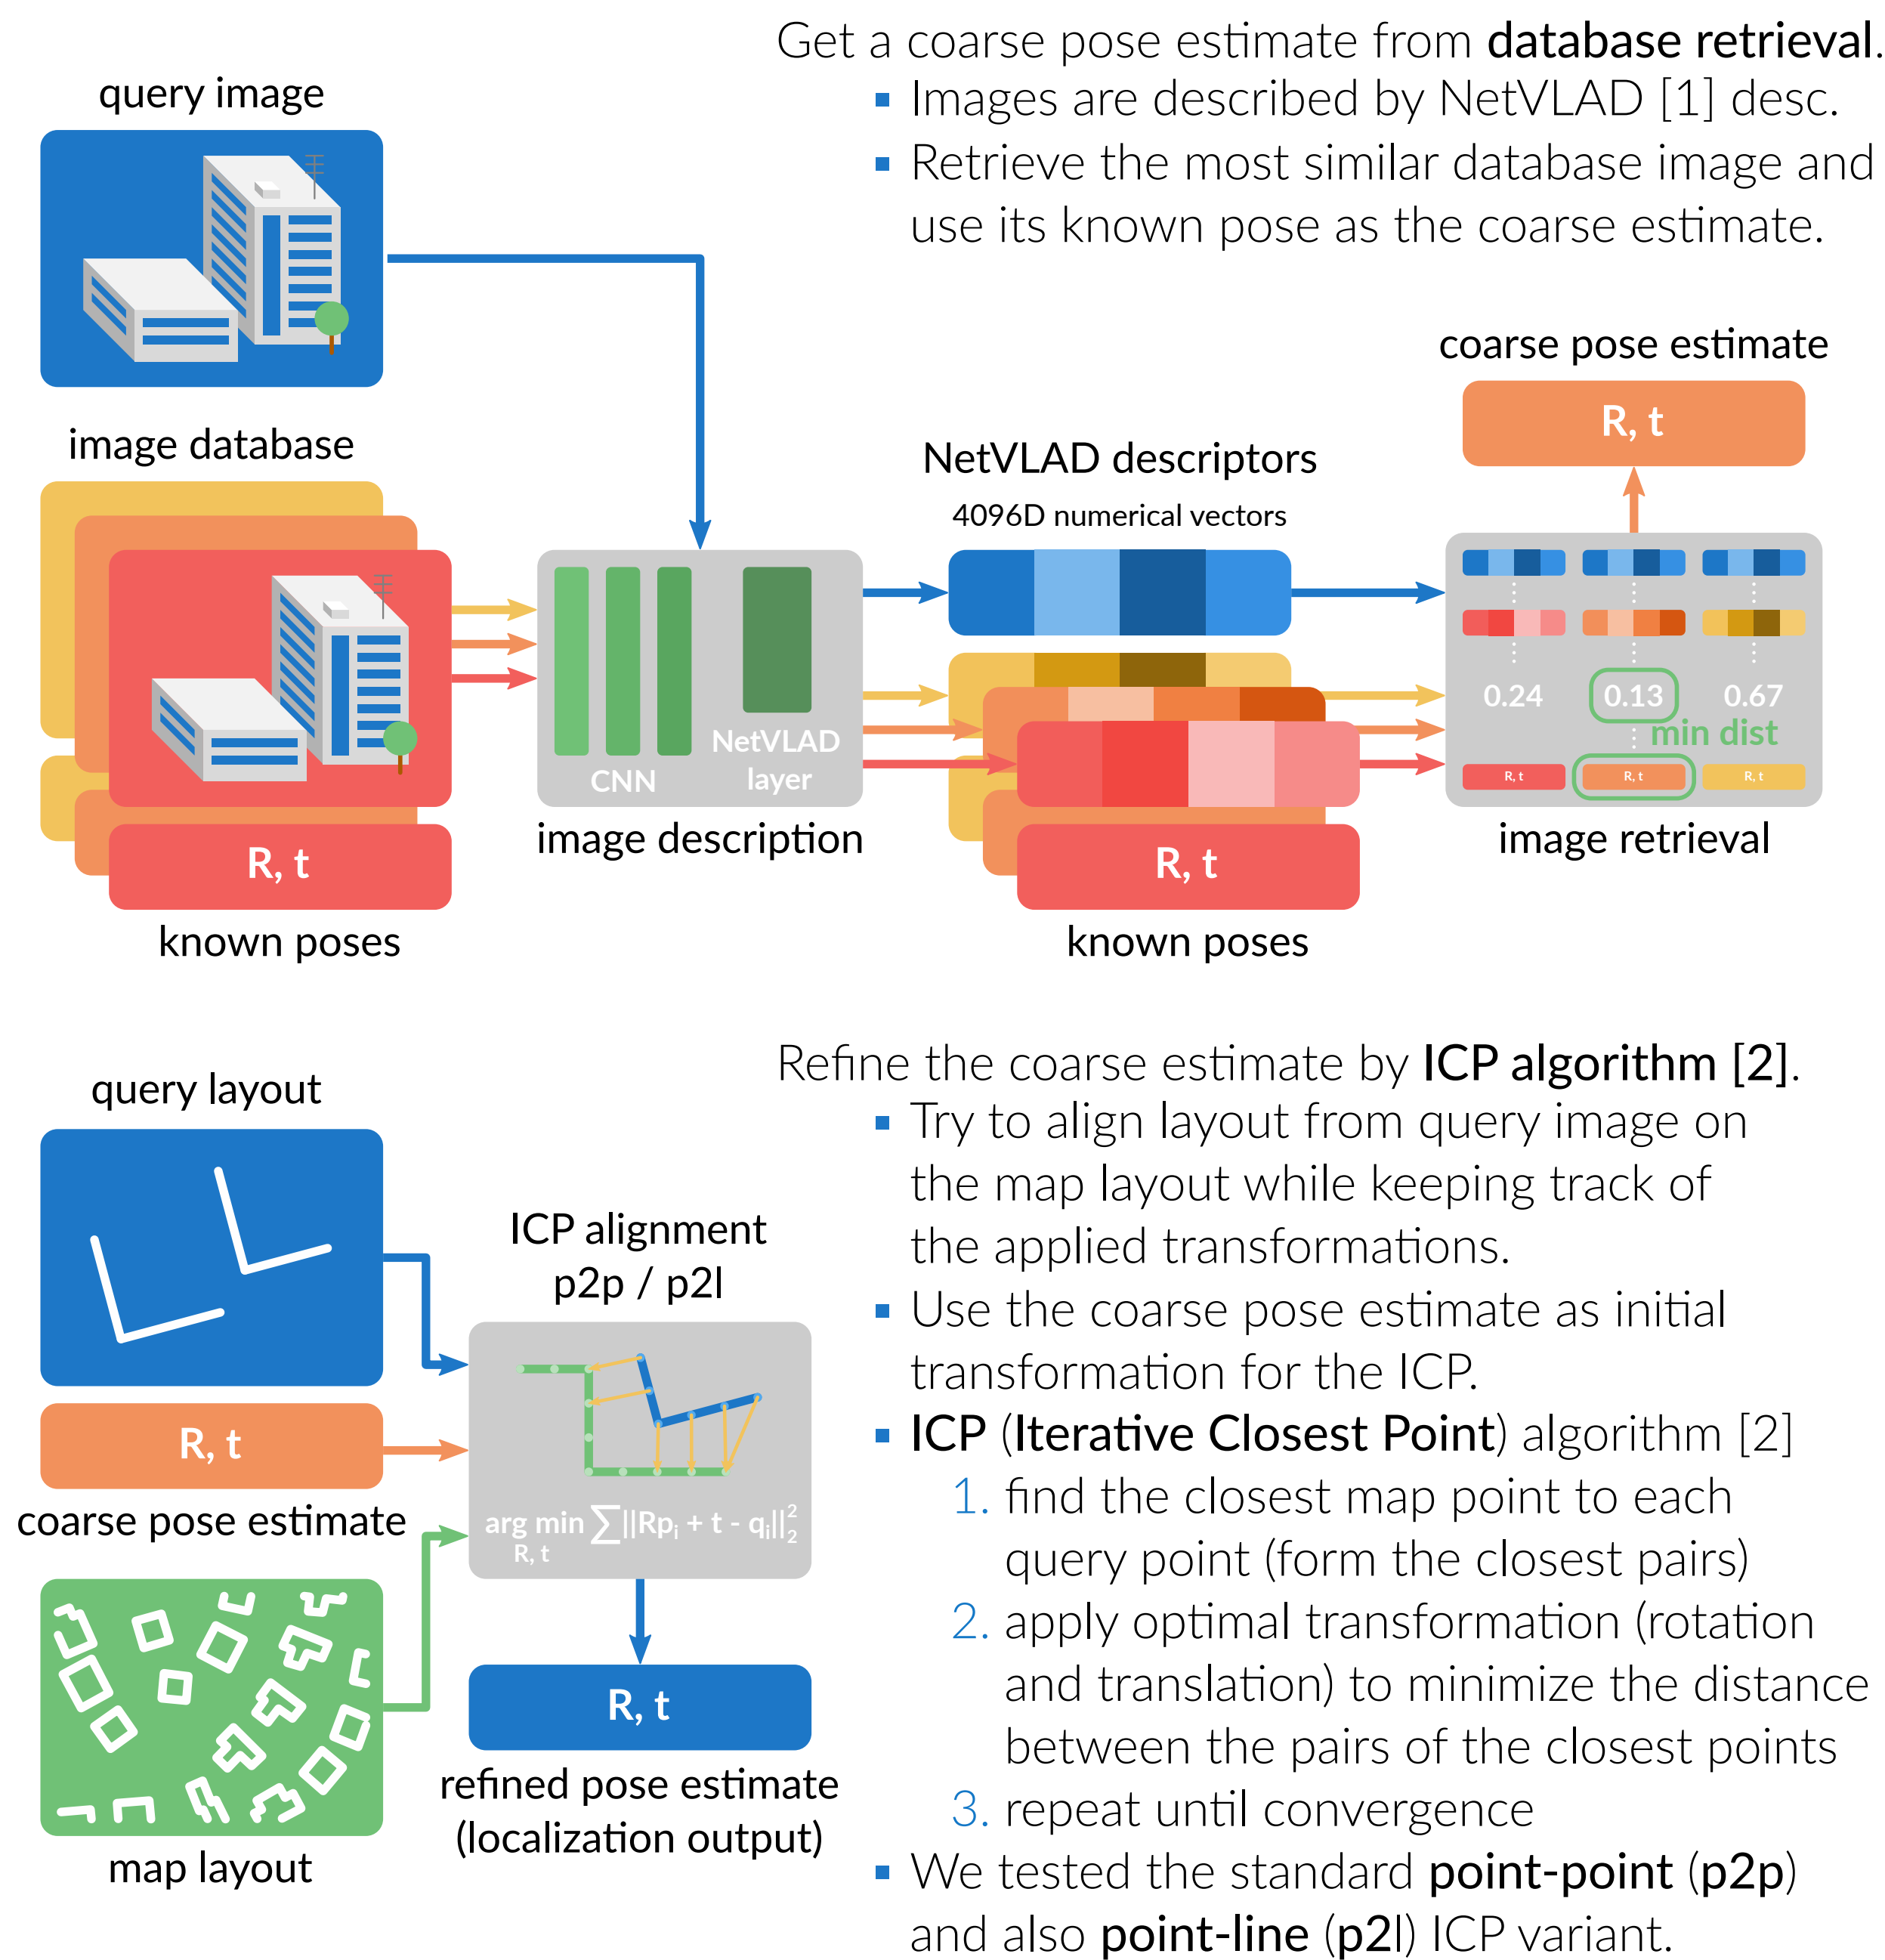 Get a coarse pose estimate from database retrieval.
▪ Images are described by NetVLAD [1] desc.
▪ Retrieve the most similar database image and
use its known pose as the coarse estimate.
query image
image database
R, t
known poses
CNN
NetVLAD
layer
image description
NetVLAD descriptors
4096D numerical vectors
R, t
known poses
coarse pose estimate
R, t
0.24 0.13 0.67
min dist
R, t R, t R, t
image retrieval
Refine the coarse estimate by ICP algorithm [2].
▪ Try to align layout from query image on
the map layout while keeping track of
the applied transformations.
▪ Use the coarse pose estimate as initial
transformation for the ICP.
▪ ICP (Iterative Closest Point) algorithm [2]
1. find the closest map point to each
query point (form the closest pairs)
2. apply optimal transformation (rotation
and translation) to minimize the distance
between the pairs of the closest points
3. repeat until convergence
▪ We tested the standard point-point (p2p)
and also point-line (p2l) ICP variant.
query layout
R, t
coarse pose estimate
map layout
ICP alignment
p2p / p2l
arg min ∑||Rpᵢ + t - qᵢ||₂²
R, t
R, t
refined pose estimate
(localization output)